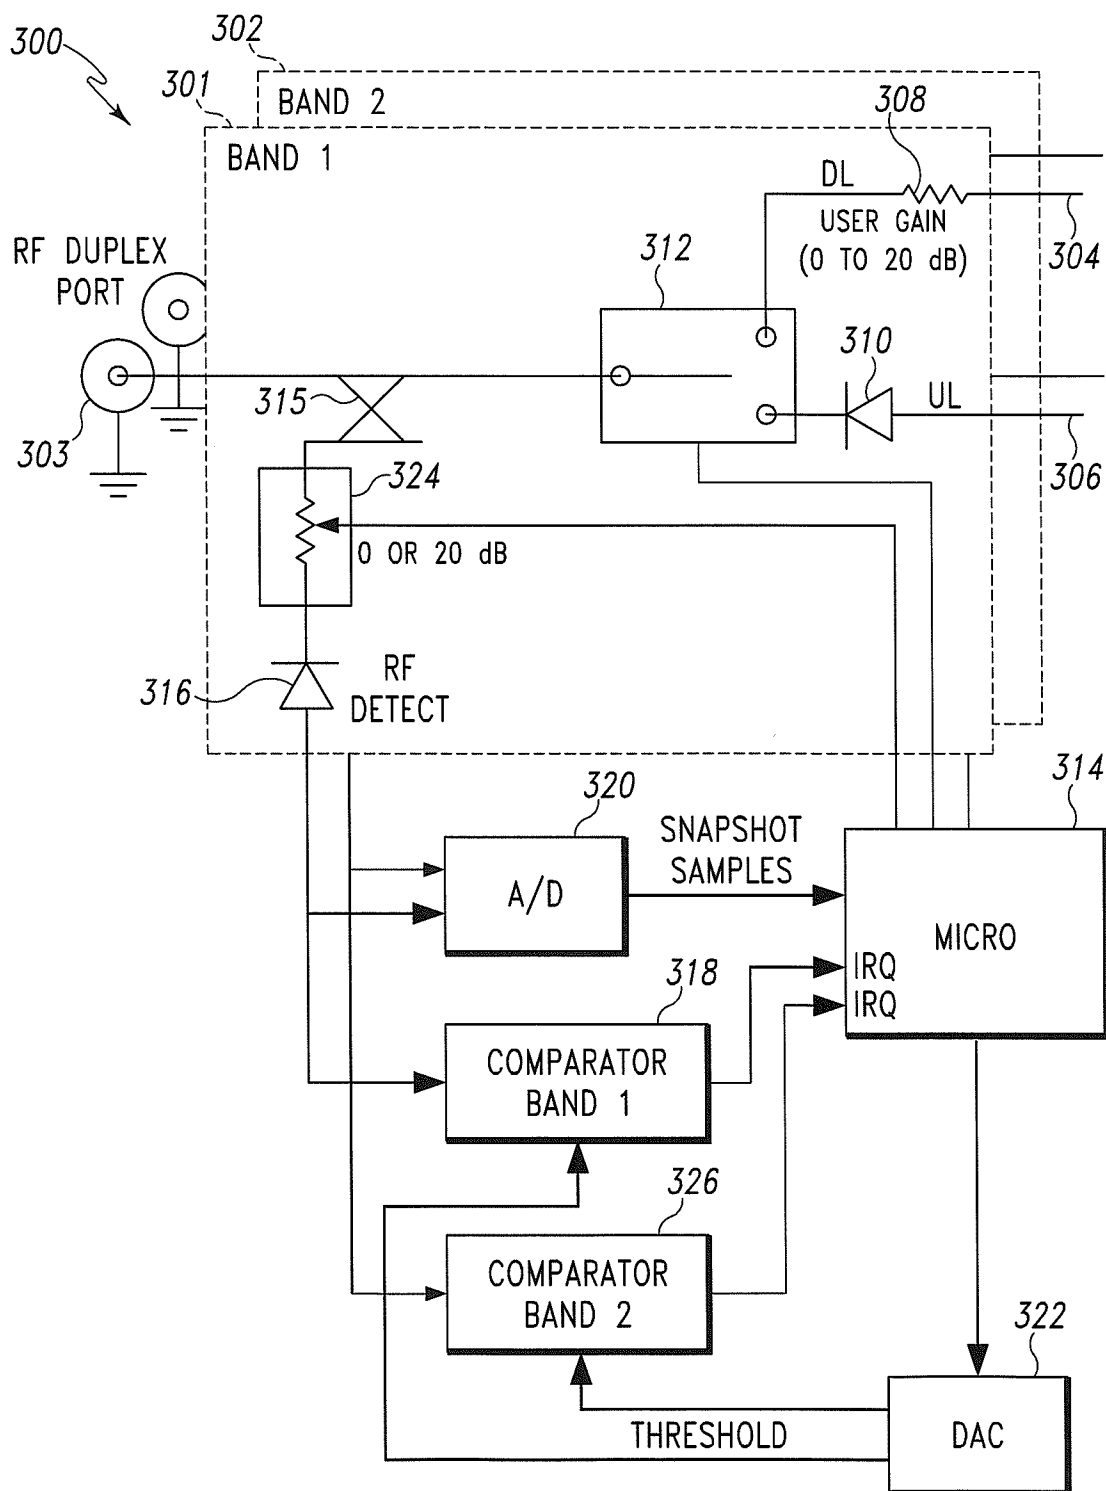 300
302
301
BAND 2
BAND 1
308
DL
USER GAIN
(0 TO 20 dB)
304
RF DUPLEX
PORT
312
310
UL
315
303
306
324
0 OR 20 dB
316
RF
DETECT
314
320
SNAPSHOT
SAMPLES
A/D
MICRO
IRQ
IRQ
318
COMPARATOR
BAND 1
326
COMPARATOR
BAND 2
322
THRESHOLD
DAC